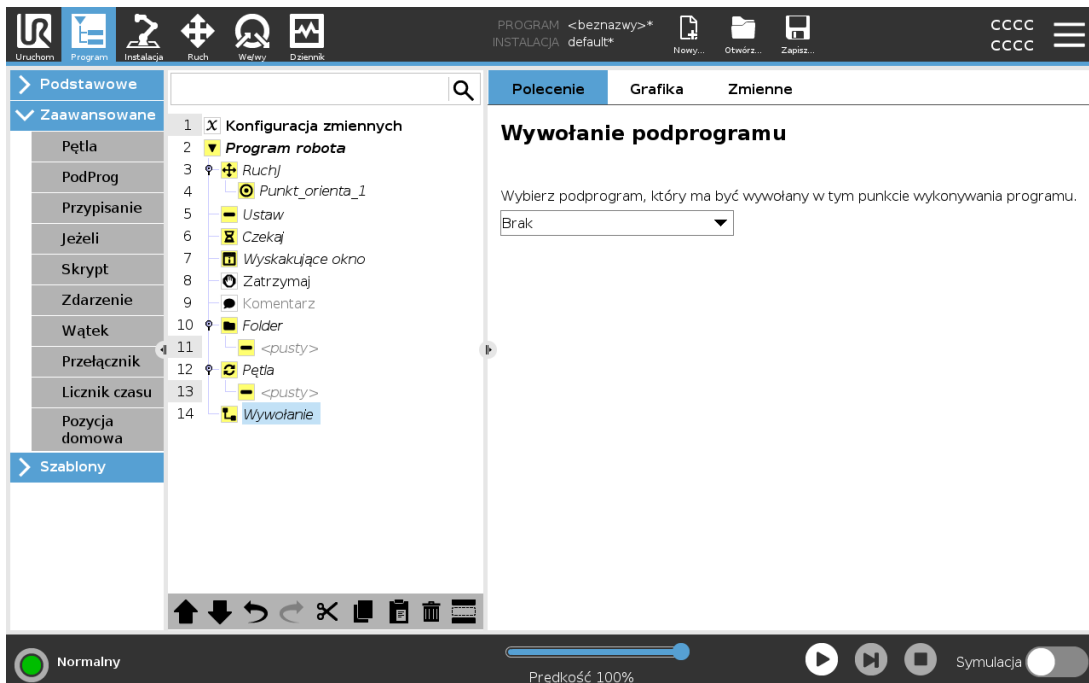 PROGRAM <beznazwy>*
INSTALACJA default*
UR
Uruchom Program Instalacja Ruch We/wy Dziennik
Nowy... Otwórz... Zapisz...
CCCC
CCCC
Podstawowe
Zaawansowane
Pętla
PodProg
Przypisanie
Jeżeli
Skrypt
Zdarzenie
Wątek
Przełącznik
Licznik czasu
Pozycja
domowa
Szablony
1 X Konfiguracja zmiennych
2 Program robota
3 RuchJ
4 Punkt_orienta_1
5 Ustaw
6 Czekaj
7 Wyskakujące okno
8 Zatrzymaj
9 Komentarz
10 Folder
11 <pusty>
12 Pętla
13 <pusty>
14 Wywołanie
Polecenie Grafika Zmienne
Wywołanie podprogramu
Wybierz podprogram, który ma być wywołany w tym punkcie wykonywania programu.
Brak
Normalny
Prędkość 100%
Symulacja